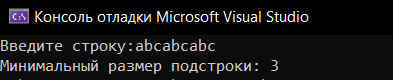 Консоль отладки Microsoft Visual Studio
Введите строку:abcabcabc
Минимальный размер подстроки: 3